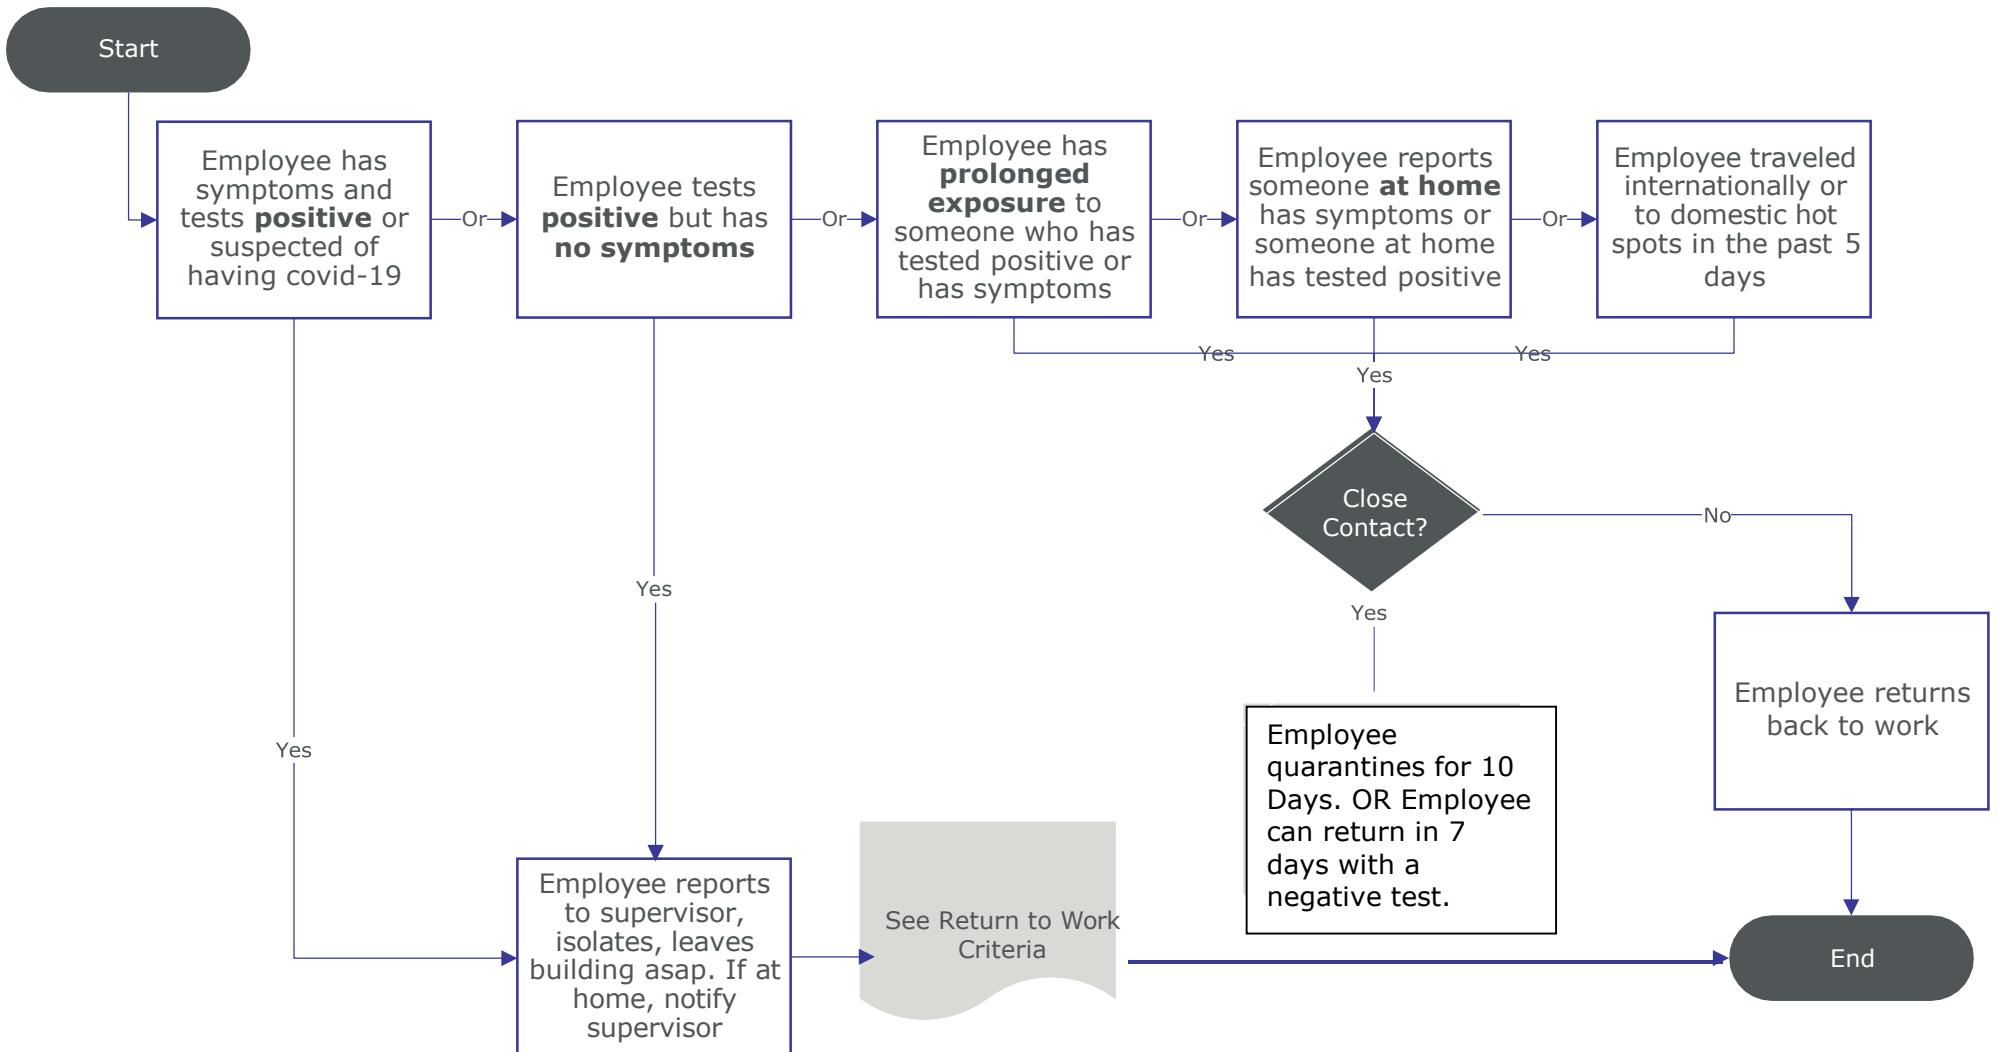 Start
Employee has
symptoms and
tests positive or
suspected of
having covid-19
Or
Employee tests
positive but has
no symptoms
Or
Employee has
prolonged
exposure to
someone who has
tested positive or
has symptoms
Or
Employee reports
someone at home
has symptoms or
someone at home
has tested positive
Or
Employee traveled
internationally or
to domestic hot
spots in the past 5
days
Yes
Yes
Yes
Close
Contact?
No
Yes
Yes
Yes
Employee
quarantines for 10
Days. OR Employee
can return in 7
days with a
negative test.
Employee returns
back to work
Employee reports
to supervisor,
isolates, leaves
building asap. If at
home, notify
supervisor
See Return to Work
Criteria
End